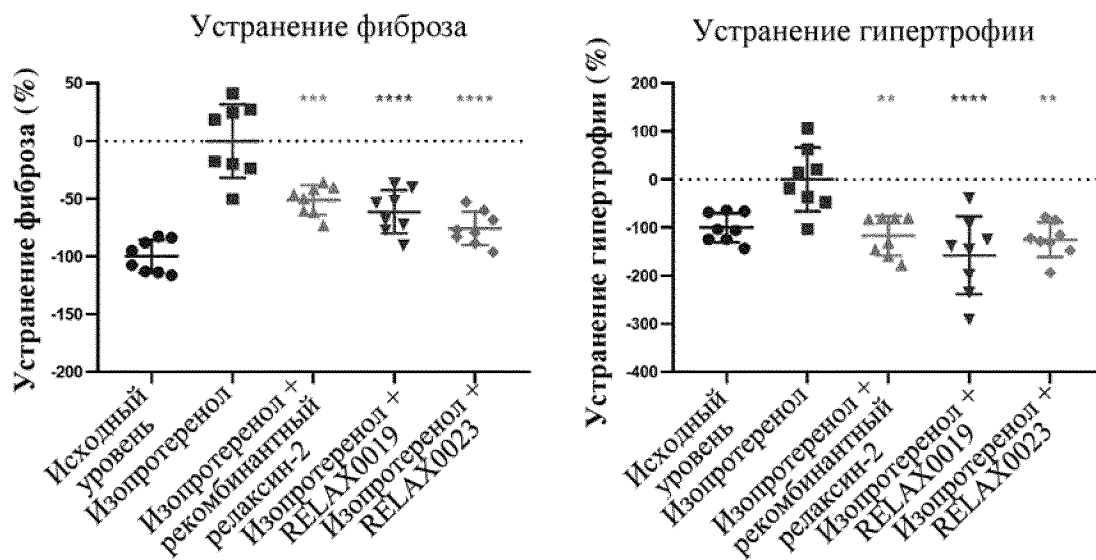 Устранение фиброза
Устранение фиброза (%)
50
0
-50
-100
-150
-200
***
****
****
Исходный
уровень
Изопротеренол
Изопротеренол +
рекомбинантный
релаксин-2
Изопротеренол +
RELAX0019
Изопротеренол +
RELAX0023
Устранение гипертрофии
Устранение гипертрофии (%)
200
100
0
-100
-200
-300
-400
**
****
**
Исходный
уровень
Изопротеренол
Изопротеренол +
рекомбинантный
релаксин-2
Изопротеренол +
RELAX0019
Изопротеренол +
RELAX0023